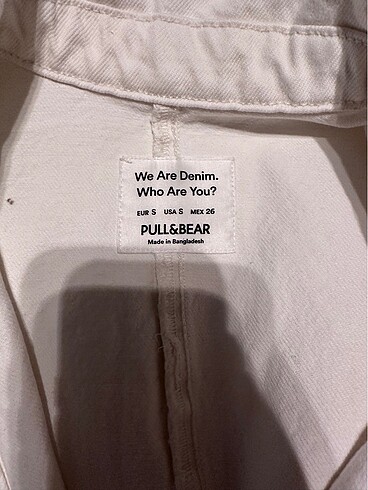 We Are Denim.
Who Are You?
EUR S USA S MEX 26
PULL&BEAR
Made in Bangladesh